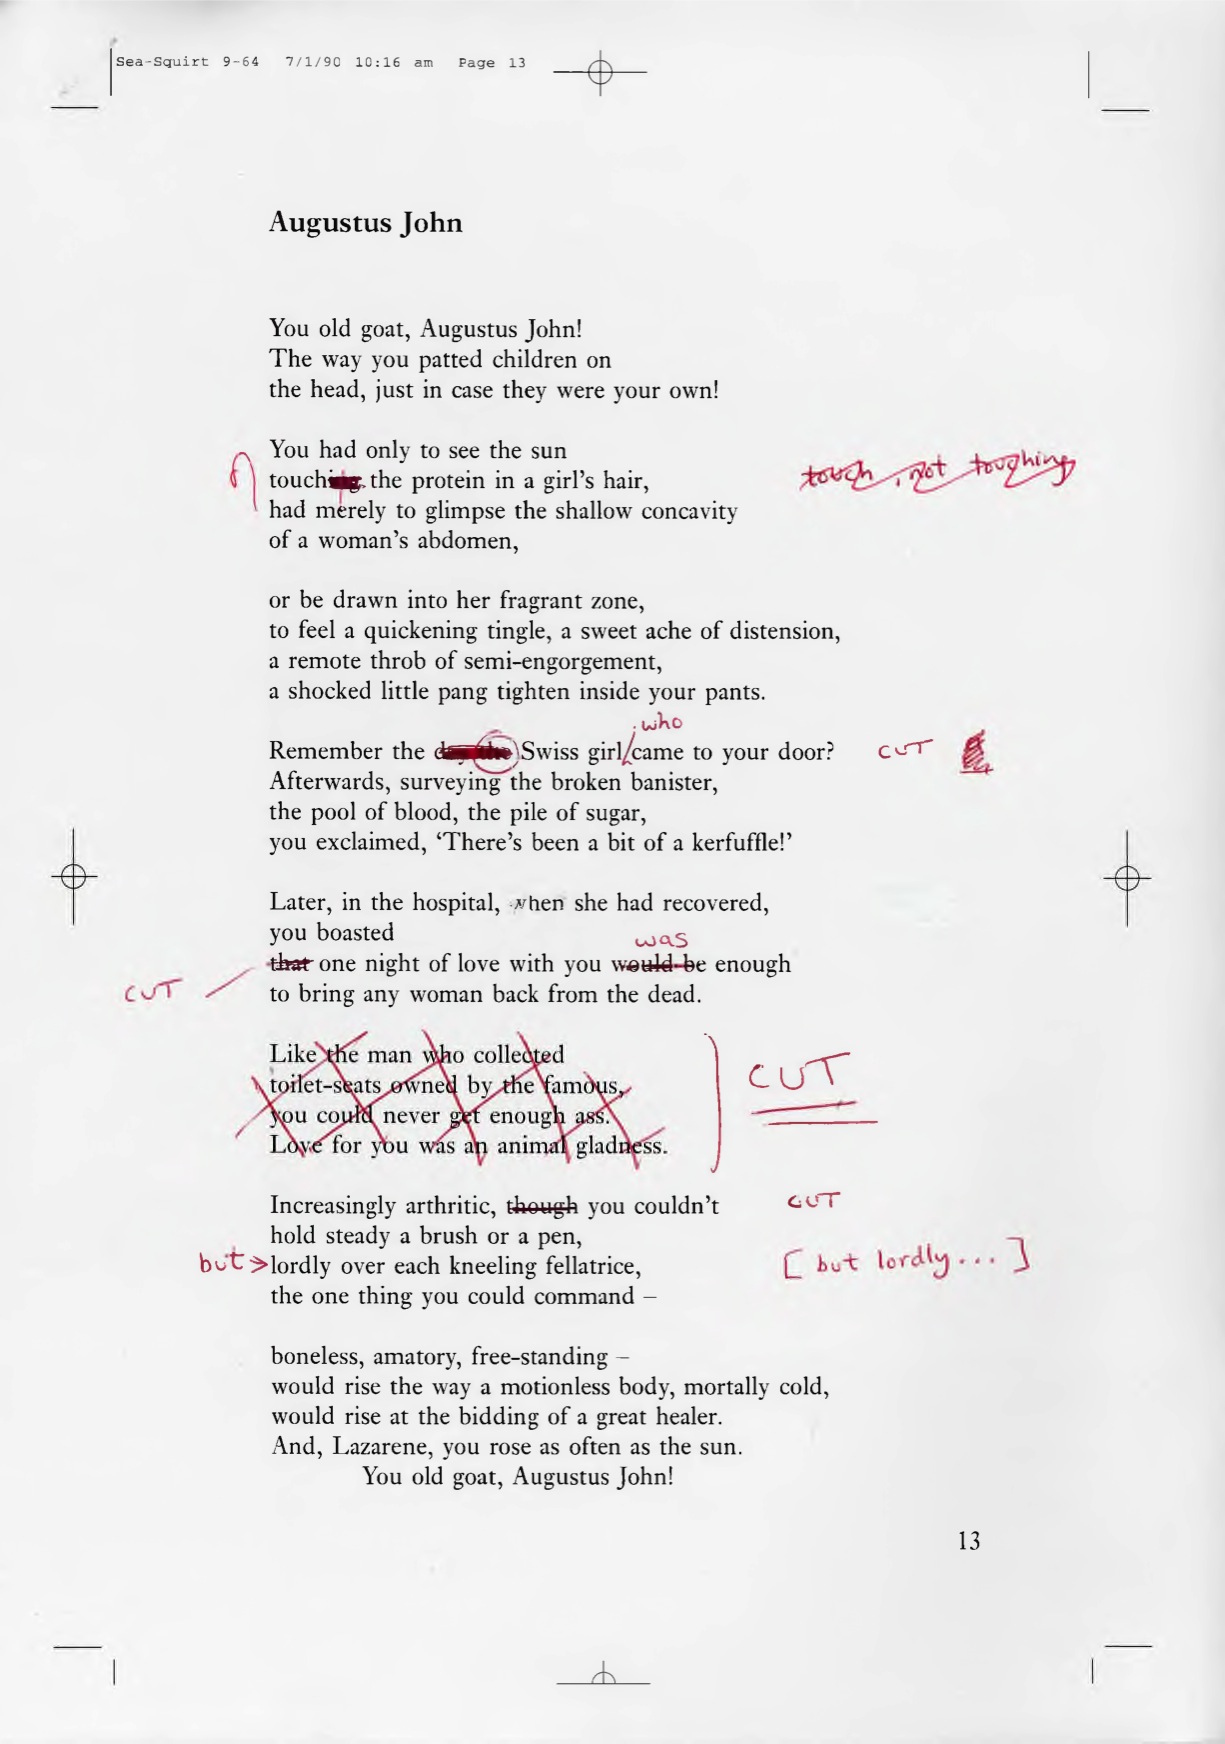 Sea-Squirt 9-64 7/1/90 10:16 am Page 13
Augustus John
You old goat, Augustus John!
The way you patted children on
the head, just in case they were your own!
You had only to see the sun
touching the protein in a girl's hair,
touch, not touching
had merely to glimpse the shallow concavity
of a woman's abdomen,
or be drawn into her fragrant zone,
to feel a quickening tingle, a sweet ache of distension,
a remote throb of semi-engorgement,
a shocked little pang tighten inside your pants.
who
Remember the day the Swiss girl came to your door?
CUT
Afterwards, surveying the broken banister,
the pool of blood, the pile of sugar,
you exclaimed, ‘There's been a bit of a kerfuffle!’
Later, in the hospital, when she had recovered,
you boasted
was
that one night of love with you would be enough
CUT
to bring any woman back from the dead.
Like the man who collected
toilet-seats owned by the famous,
you could never get enough ass.
Love for you was an animal gladness.
CUT
Increasingly arthritic, though you couldn't
CUT
hold steady a brush or a pen,
but
lordly over each kneeling fellatrice,
[but lordly...]
the one thing you could command –
boneless, amatory, free-standing –
would rise the way a motionless body, mortally cold,
would rise at the bidding of a great healer.
And, Lazarene, you rose as often as the sun.
You old goat, Augustus John!
13